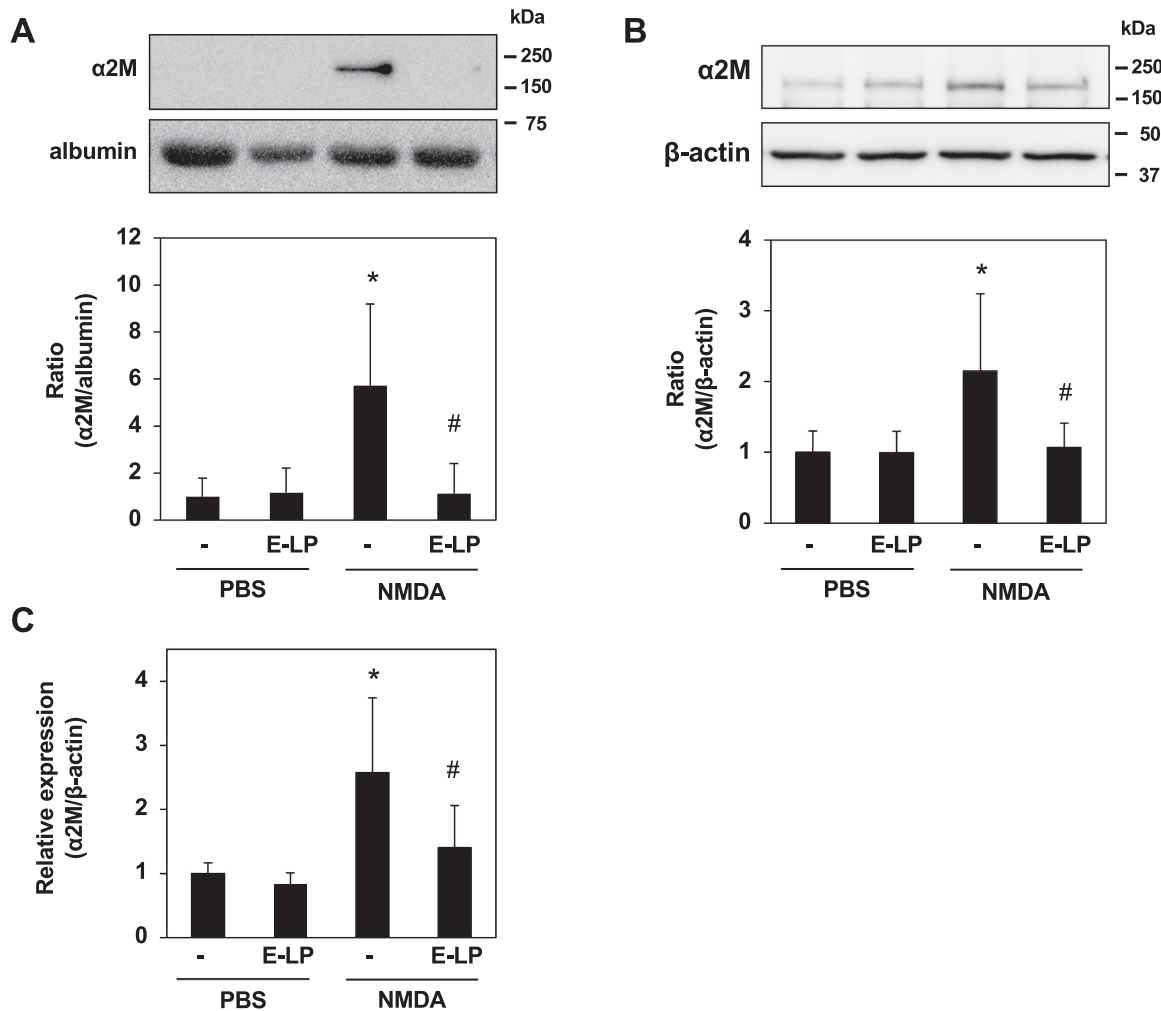 A
kDa
α2M
250
150
75
albumin
12
10
8
6
4
2
0
Ratio
(α2M/albumin)
*
#
- E-LP - E-LP
PBS NMDA
B
kDa
α2M
250
150
50
β-actin
37
4
3
2
1
0
Ratio
(α2M/β-actin)
*
#
- E-LP - E-LP
PBS NMDA
C
4
3
2
1
0
Relative expression
(α2M/β-actin)
*
#
- E-LP - E-LP
PBS NMDA